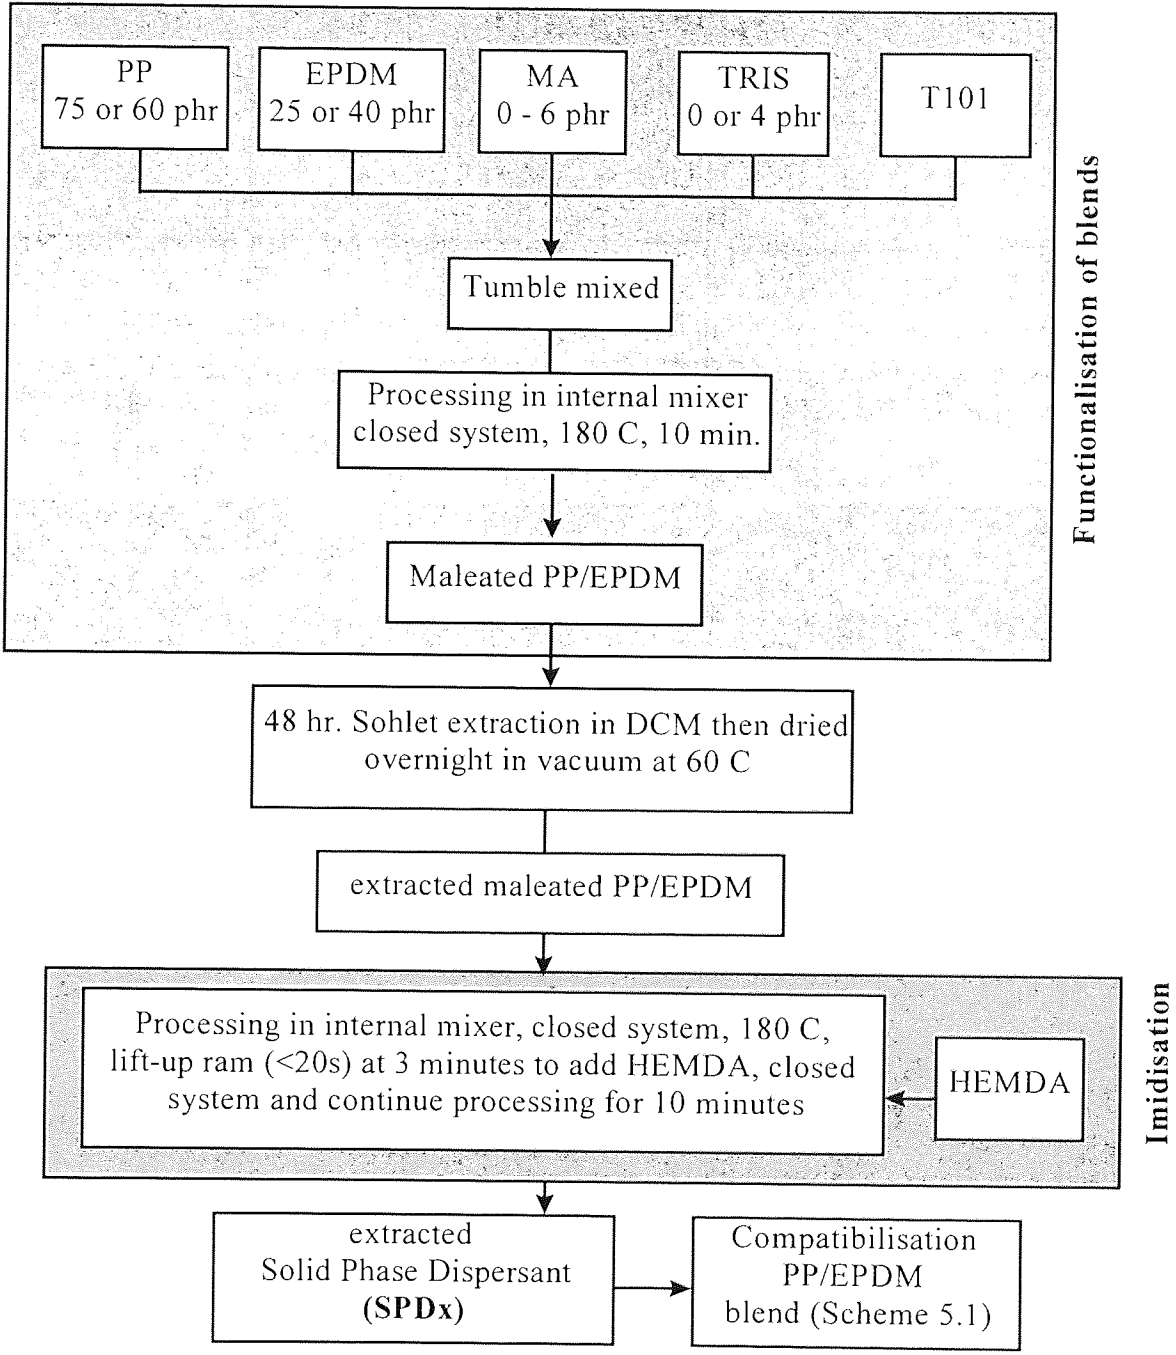 PP
75 or 60 phr
EPDM
25 or 40 phr
MA
0 - 6 phr
TRIS
0 or 4 phr
T101
Tumble mixed
Processing in internal mixer
closed system, 180 C, 10 min.
Maleated PP/EPDM
Functionalisation of blends
48 hr. Sohlet extraction in DCM then dried
overnight in vacuum at 60 C
extracted maleated PP/EPDM
Processing in internal mixer, closed system, 180 C,
lift-up ram (<20s) at 3 minutes to add HEMDA, closed
system and continue processing for 10 minutes
HEMDA
Imidisation
extracted
Solid Phase Dispersant
(SPDx)
Compatibilisation
PP/EPDM
blend (Scheme 5.1)